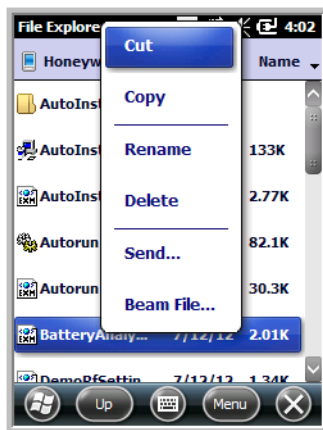 File Explore 4:02
Honeyw Name
Cut
AutoInst
Copy
AutoInst 133K
Rename
AutoInst 2.77K
Delete
Autorun 82.1K
Send...
Autorun 30.3K
Beam File...
BatteryAnaly... 7/12/12 2.01K
DemoRfSettin 7/12/12 1.34K
Up Menu